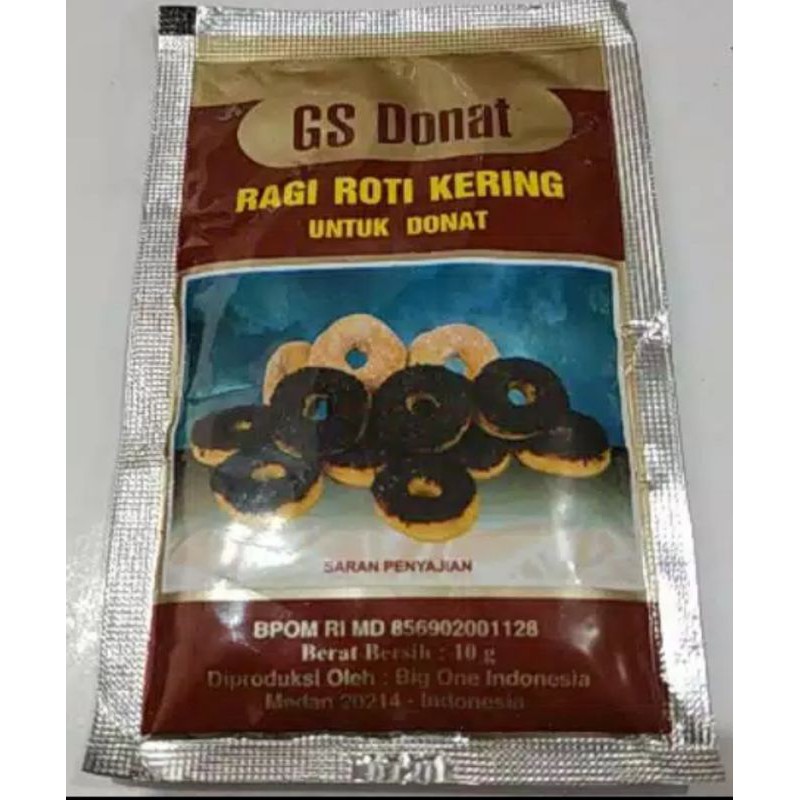 GS Donat
RAGI ROTI KERING
UNTUK DONAT
SARAN PENYAJIAN
BPOM RI MD 856902001128
Berat Bersih : 10 g
Diproduksi Oleh : Big One Indonesia
Medan 20214 - Indonesia